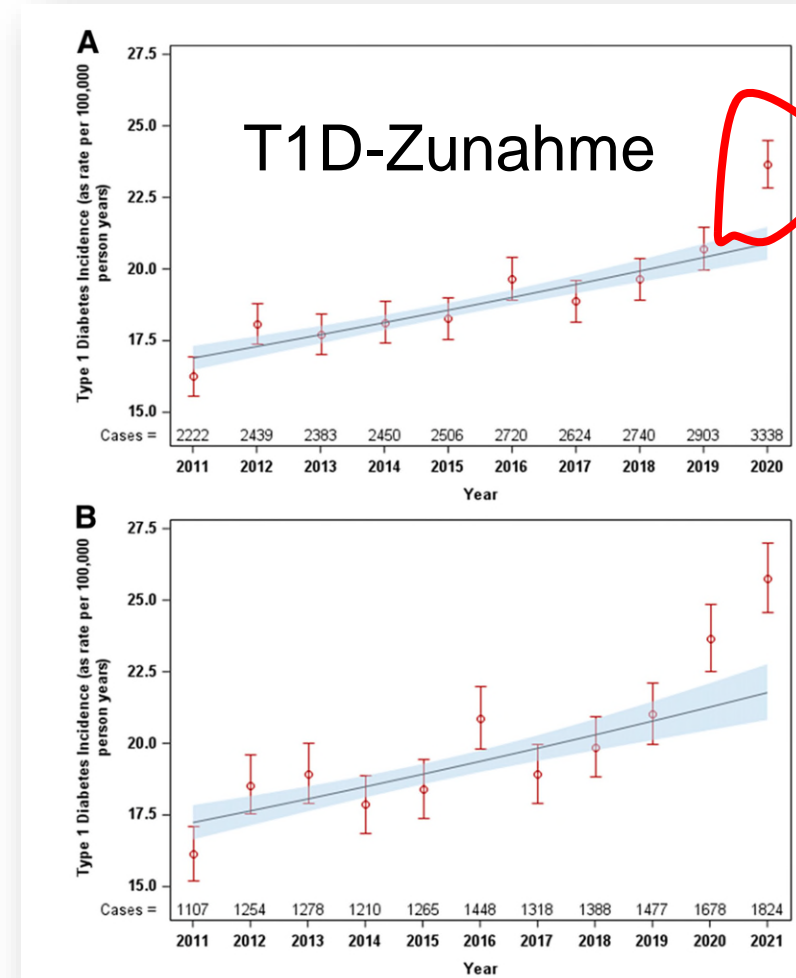 A
27.5
25.0
22.5
20.0
17.5
15.0
Type 1 Diabetes Incidence (as rate per 100,000
person years)
T1D-Zunahme
Cases = 2222 2439 2383 2450 2506 2720 2624 2740 2903 3338
2011 2012 2013 2014 2015 2016 2017 2018 2019 2020
Year
B
27.5
25.0
22.5
20.0
17.5
15.0
Type 1 Diabetes Incidence (as rate per 100,000
person years)
Cases = 1107 1254 1278 1210 1265 1448 1318 1388 1477 1678 1824
2011 2012 2013 2014 2015 2016 2017 2018 2019 2020 2021
Year